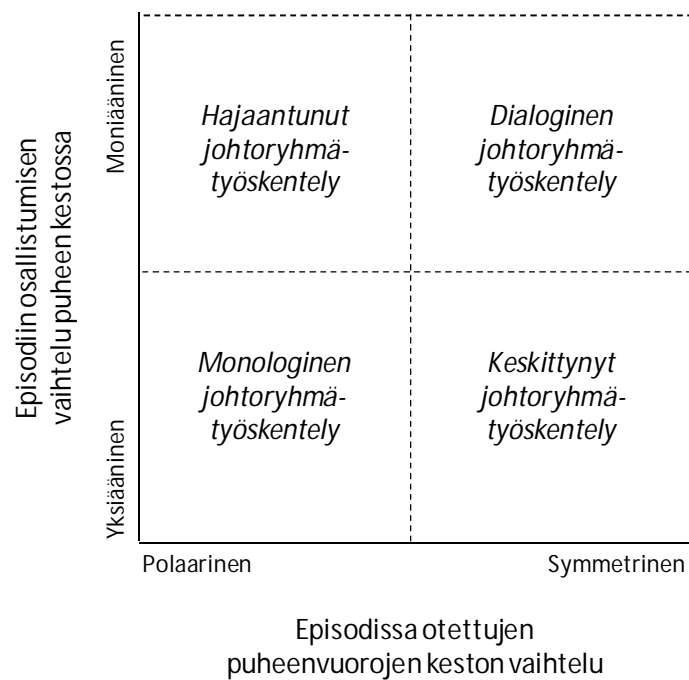 Episodiin osallistumisen
vaihtelu puheen kestossa
Moniääninen
Yksiääninen
Hajaantunut
johtoryhmä-
työskentely
Dialoginen
johtoryhmä-
työskentely
Monologinen
johtoryhmä-
työskentely
Keskittynyt
johtoryhmä-
työskentely
Polaarinen
Symmetrinen
Episodissa otettujen
puheenvuorojen keston vaihtelu